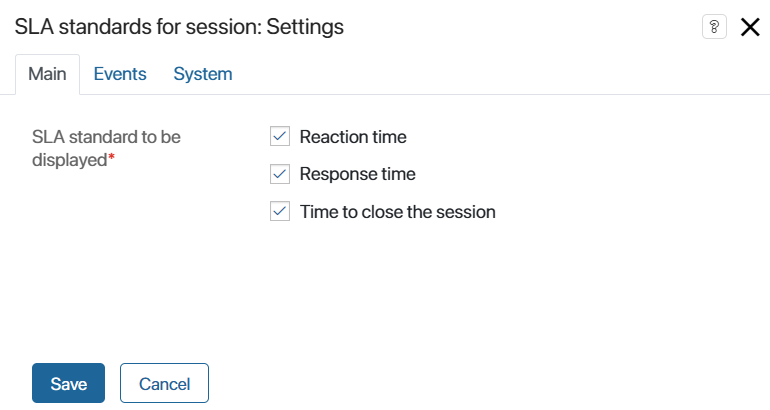 SLA standards for session: Settings
?
Main Events System
SLA standard to be
displayed*
Reaction time
Response time
Time to close the session
Save Cancel